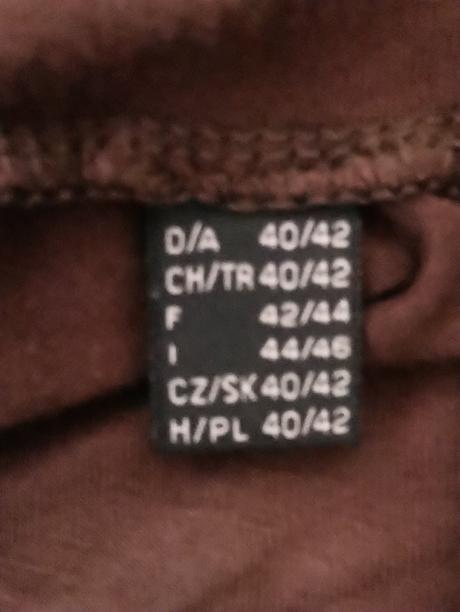 D/A 40/42
CH/TR 40/42
F 42/44
I 44/46
CZ/SK 40/42
H/PL 40/42